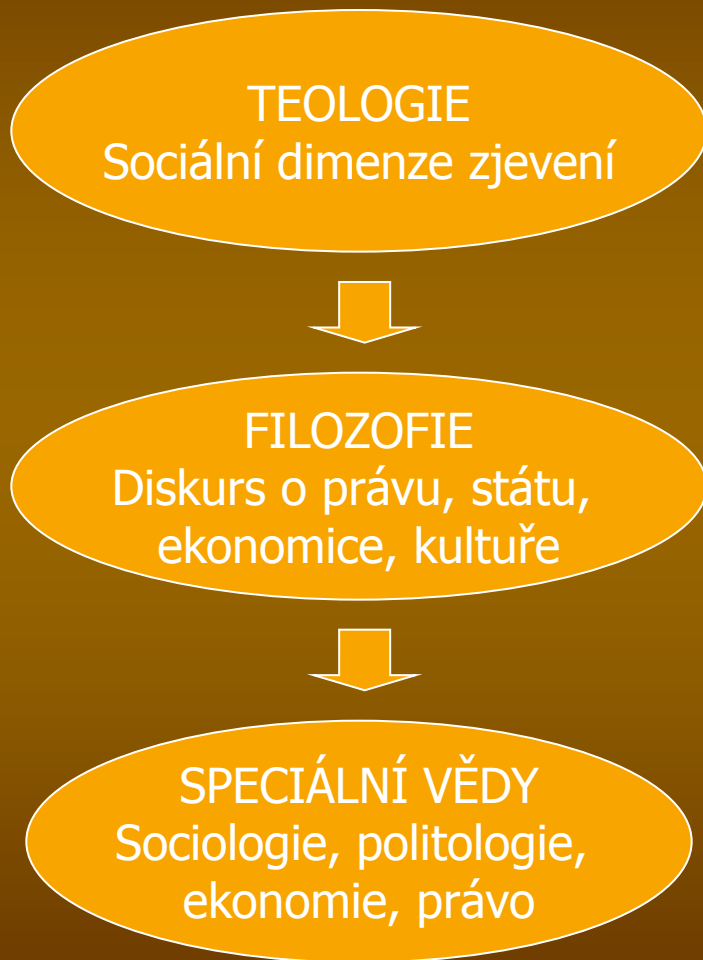 TEOLOGIE
Sociální dimenze zjevení
FILOZOFIE
Diskurs o právu, státu,
ekonomice, kultuře
SPECIÁLNÍ VĚDY
Sociologie, politologie,
ekonomie, právo